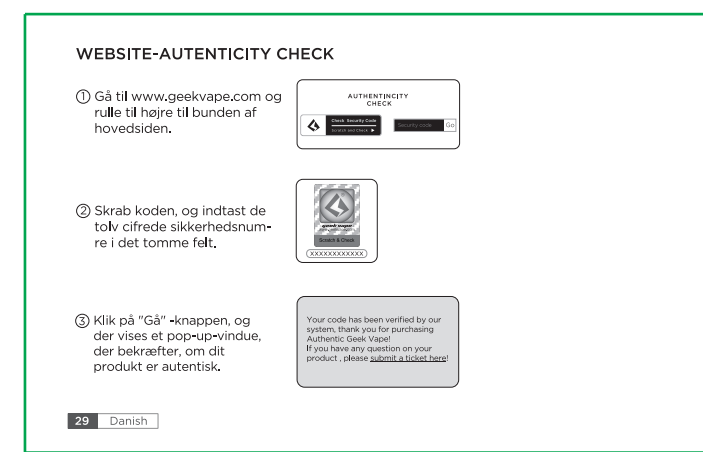 WEBSITE-AUTENTICITY CHECK
① Gå til www.geekvape.com og
rulle til højre til bunden af
hovedsiden.
AUTHENTINCITY
CHECK
Check Security Code
Scratch and Check ▶
Security code
Go
② Skrab koden, og indtast de
tolv cifrede sikkerhedsnum-
re i det tomme felt.
Scratch & Check
(XXXXXXXXXXXX)
③ Klik på "Gå" -knappen, og
der vises et pop-up-vindue,
der bekræfter, om dit
produkt er autentisk.
Your code has been verified by our
system, thank you for purchasing
Authentic Geek Vape!
If you have any question on your
product , please submit a ticket here!
29 Danish